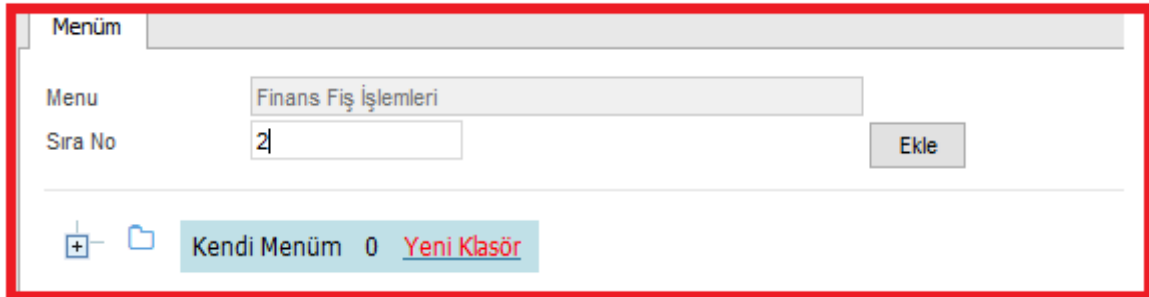 Menüm
Menu Finans Fiş İşlemleri
Sıra No 2 Ekle
Kendi Menüm 0 Yeni Klasör